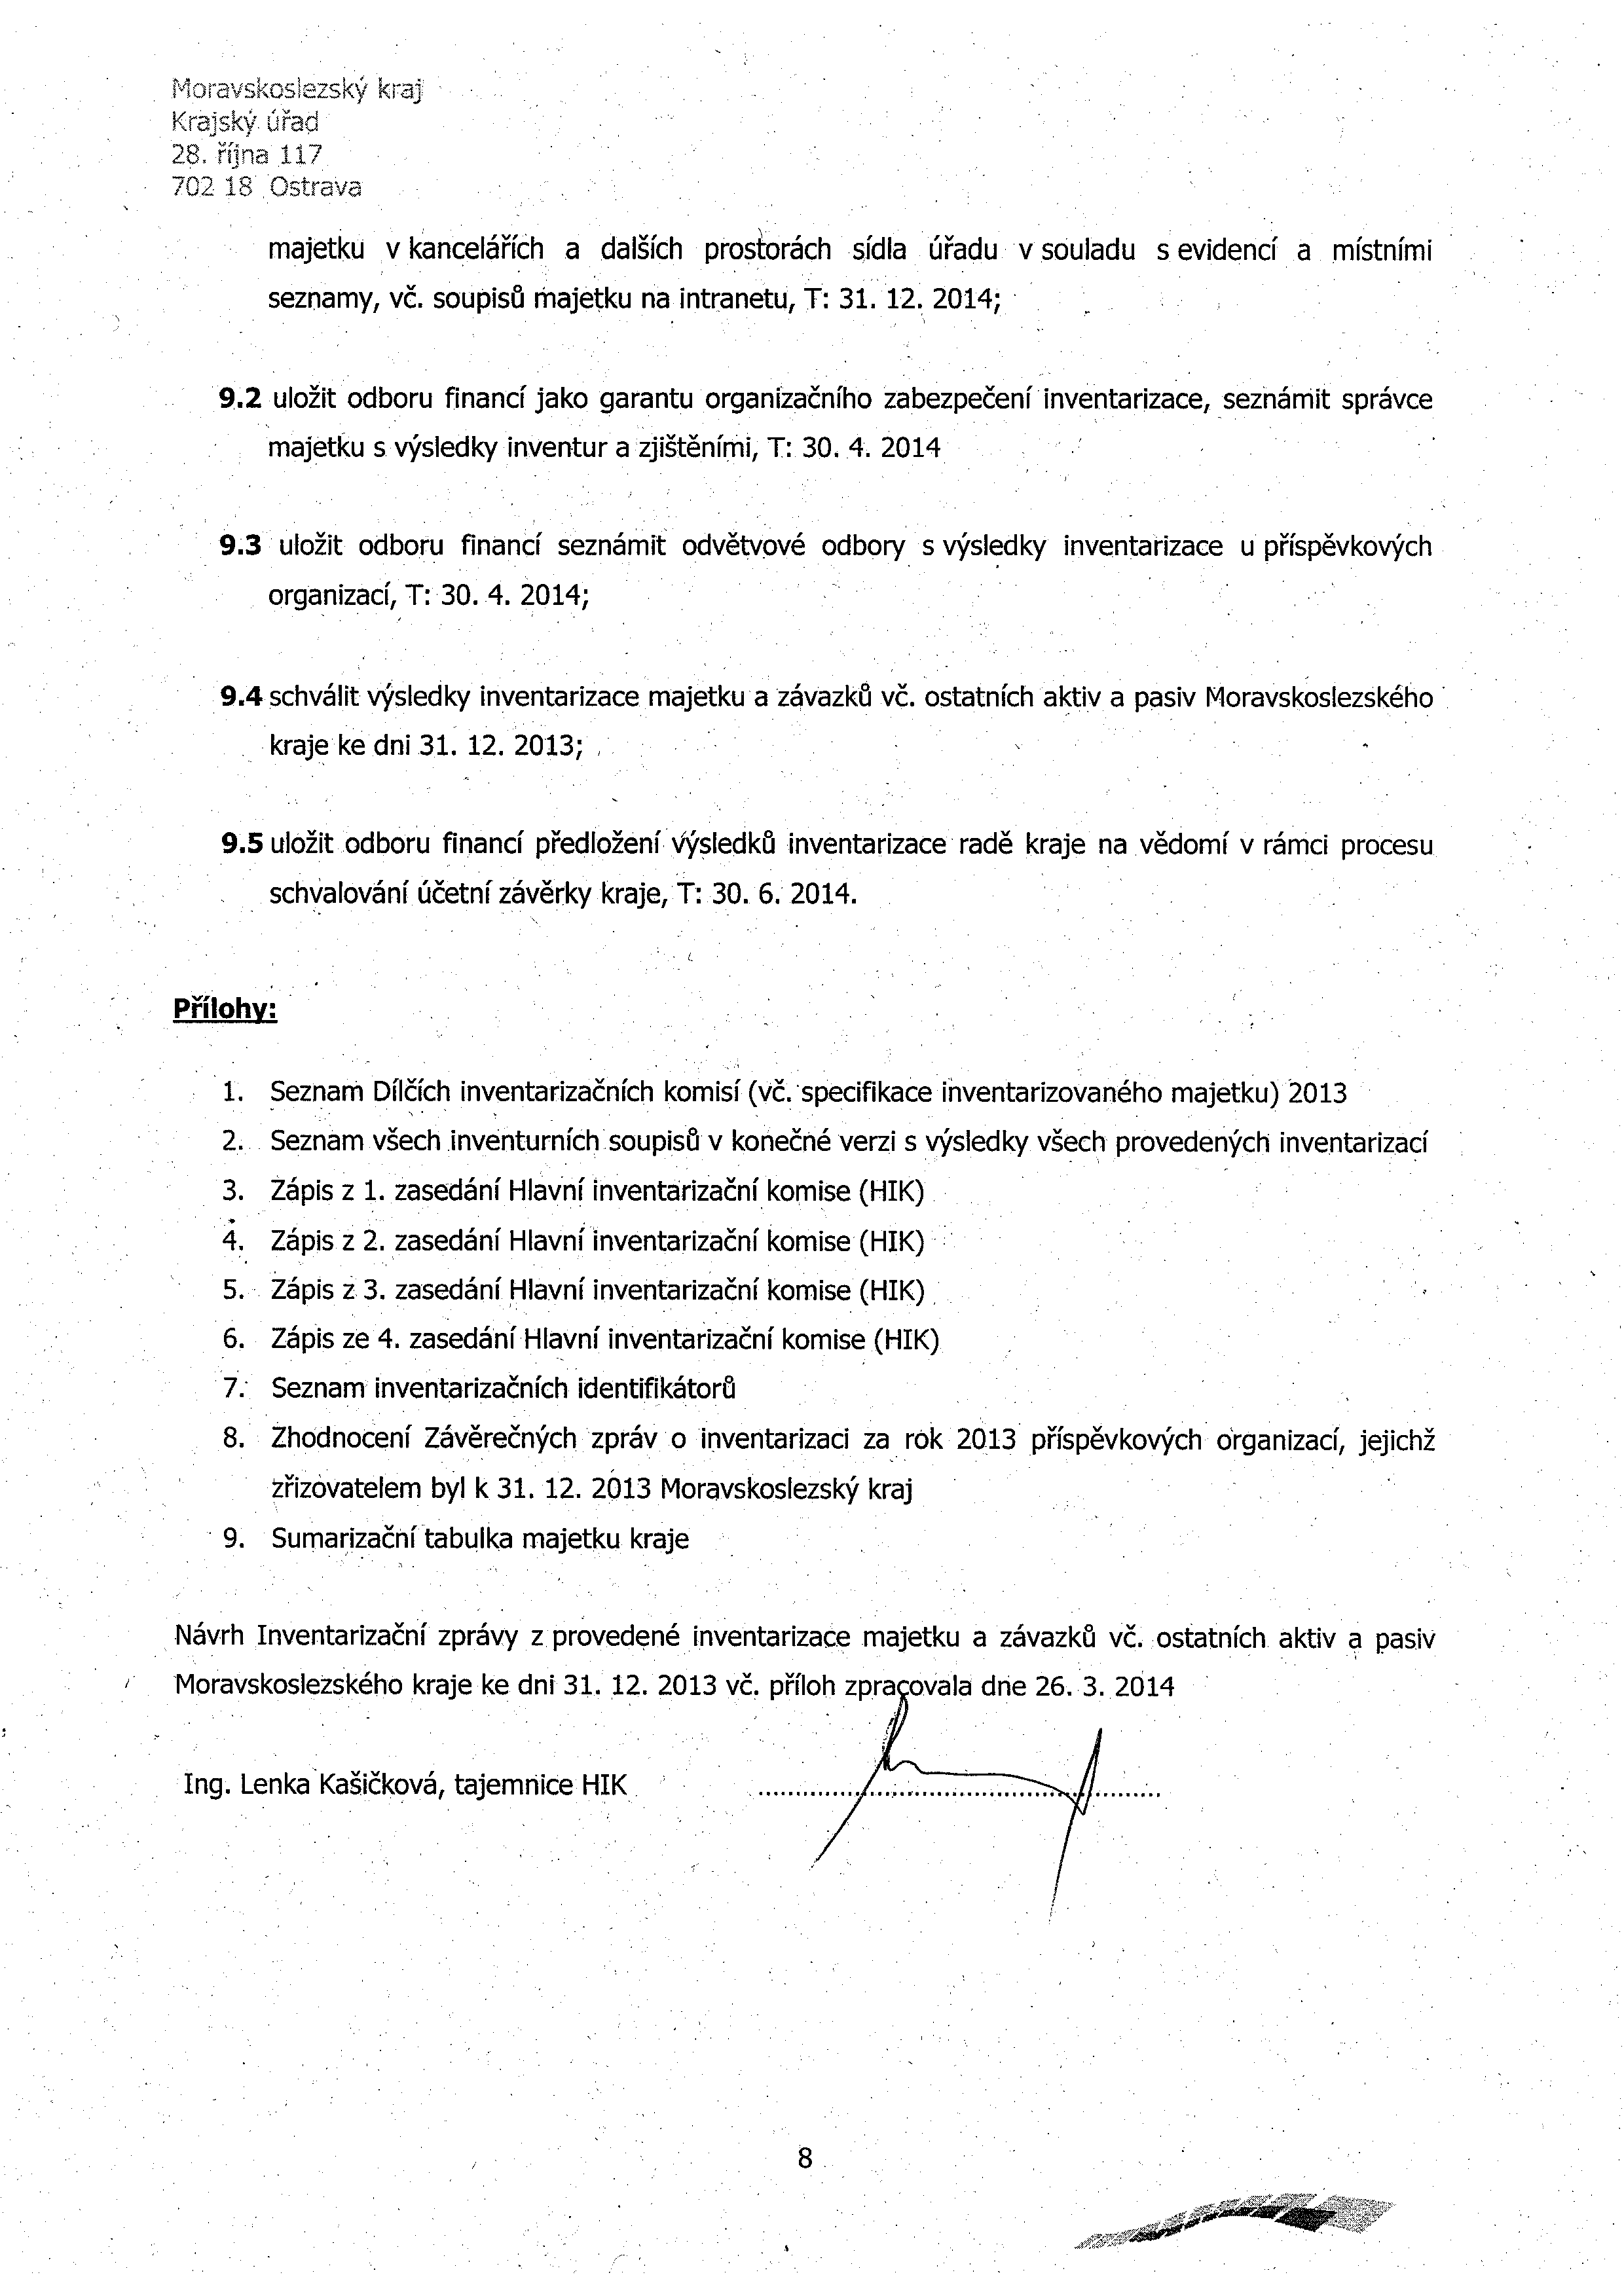 Moravskoslezský kraj
Krajský úřad
28. října 117
702 18 Ostrava
majetku v kancelářích a dalších prostorách sídla úřadu v souladu s evidencí a místními
seznamy, vč. soupisů majetku na intranetu, T: 31. 12. 2014;
9.2 uložit odboru financí jako garantu organizačního zabezpečení inventarizace, seznámit správce
majetku s výsledky inventur a zjištěními, T: 30. 4. 2014
9.3 uložit odboru financí seznámit odvětvové odbory s výsledky inventarizace u příspěvkových
organizací, T: 30. 4. 2014;
9.4 schválit výsledky inventarizace majetku a závazků vč. ostatních aktiv a pasiv Moravskoslezského
kraje ke dni 31. 12. 2013;
9.5 uložit odboru financí předložení výsledků inventarizace radě kraje na vědomí v rámci procesu
schvalování účetní závěrky kraje, T: 30. 6. 2014.
Přílohy:
1. Seznam Dílčích inventarizačních komisí (vč. specifikace inventarizovaného majetku) 2013
2. Seznam všech inventurních soupisů v konečné verzi s výsledky všech provedených inventarizací
3. Zápis z 1. zasedání Hlavní inventarizační komise (HIK)
4. Zápis z 2. zasedání Hlavní inventarizační komise (HIK)
5. Zápis z 3. zasedání Hlavní inventarizační komise (HIK)
6. Zápis ze 4. zasedání Hlavní inventarizační komise (HIK)
7. Seznam inventarizačních identifikátorů
8. Zhodnocení Závěrečných zpráv o inventarizaci za rok 2013 příspěvkových organizací, jejichž
zřizovatelem byl k 31. 12. 2013 Moravskoslezský kraj
9. Sumarizační tabulka majetku kraje
Návrh Inventarizační zprávy z provedené inventarizace majetku a závazků vč. ostatních aktiv a pasiv
Moravskoslezského kraje ke dni 31. 12. 2013 vč. příloh zpracovala dne 26. 3. 2014
Ing. Lenka Kašičková, tajemnice HIK
8